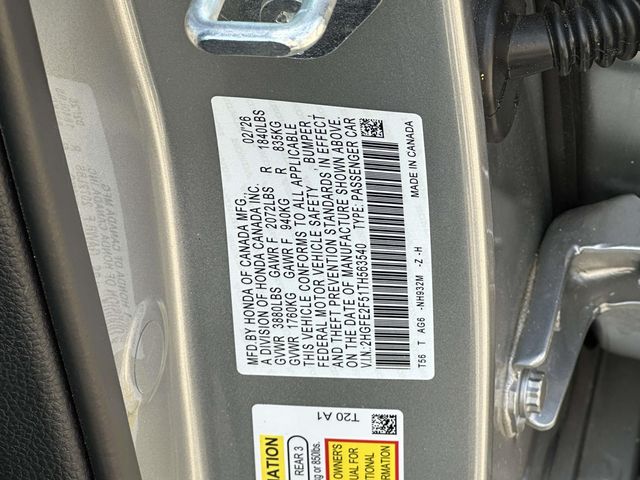 MFD.BY HONDA OF CANADA MFG. 02/26
A DIVISION OF HONDA CANADA INC.
GVWR 3880LBS GAWR F 2072LBS R 1840LBS
GVWR 1760KG GAWR F 940KG R 835KG
THIS VEHICLE CONFORMS TO ALL APPLICABLE
FEDERAL MOTOR VEHICLE SAFETY, BUMPER,
AND THEFT PREVENTION STANDARDS IN EFFECT
ON THE DATE OF MANUFACTURE SHOWN ABOVE.
V.I.N:2HGFE2F51TH563540 TYPE: PASSENGER CAR
T56 T AG6 -NH932M -Z -H MADE IN CANADA
T20 A1
REAR 3
OWNER'S